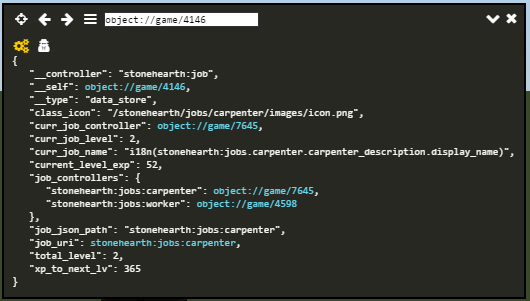 object://game/4146
{
"__controller": "stonehearth:job",
"__self": object://game/4146,
"__type": "data_store",
"class_icon": "/stonehearth/jobs/carpenter/images/icon.png",
"curr_job_controller": object://game/7645,
"curr_job_level": 2,
"curr_job_name": "i18n(stonehearth:jobs.carpenter.carpenter_description.display_name)",
"current_level_exp": 52,
"job_controllers": {
"stonehearth:jobs:carpenter": object://game/7645,
"stonehearth:jobs:worker": object://game/4598
},
"job_json_path": "stonehearth:jobs:carpenter",
"job_uri": stonehearth:jobs:carpenter,
"total_level": 2,
"xp_to_next_lv": 365
}